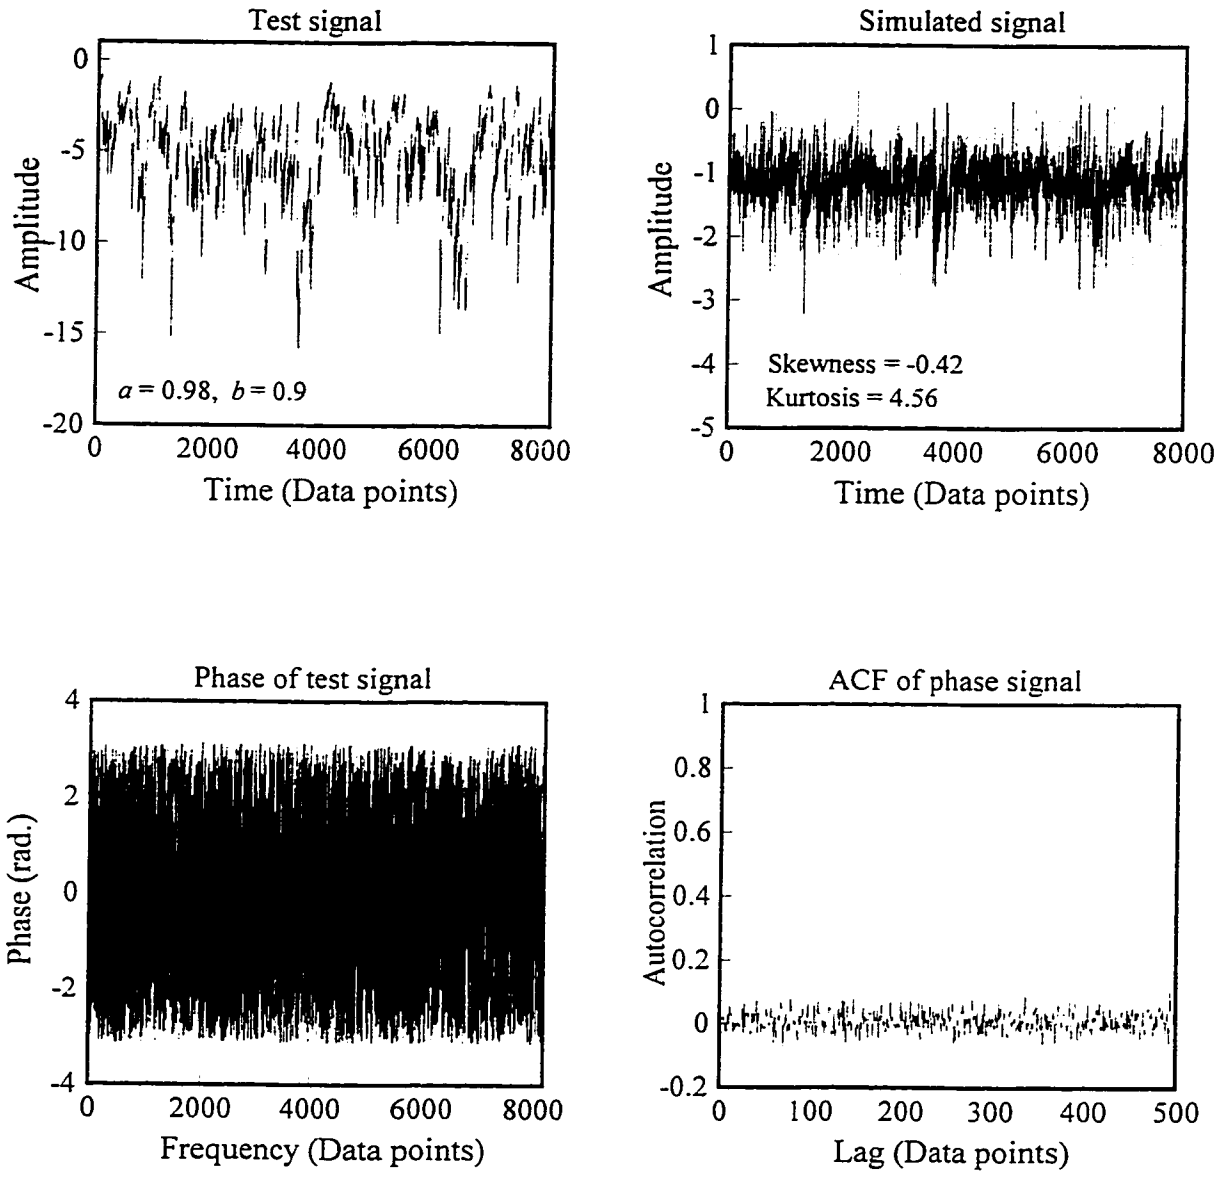 Test signal
0
-5
-10
-15
-20
Amplitude
a = 0.98, b = 0.9
0 2000 4000 6000 8000
Time (Data points)
Simulated signal
1
0
-1
-2
-3
-4
-5
Amplitude
Skewness = -0.42
Kurtosis = 4.56
0 2000 4000 6000 8000
Time (Data points)
Phase of test signal
4
2
0
-2
-4
Phase (rad.)
0 2000 4000 6000 8000
Frequency (Data points)
ACF of phase signal
1
0.8
0.6
0.4
0.2
0
-0.2
Autocorrelation
0 100 200 300 400 500
Lag (Data points)